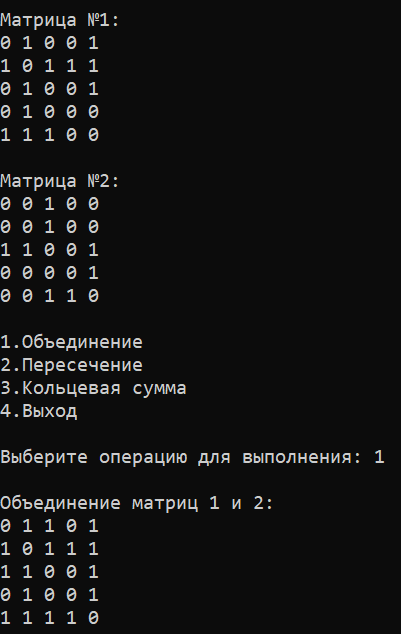 Матрица №1:
0 1 0 0 1
1 0 1 1 1
0 1 0 0 1
0 1 0 0 0
1 1 1 0 0
Матрица №2:
0 0 1 0 0
0 0 1 0 0
1 1 0 0 1
0 0 0 0 1
0 0 1 1 0
1.Объединение
2.Пересечение
3.Кольцевая сумма
4.Выход
Выберите операцию для выполнения: 1
Объединение матриц 1 и 2:
0 1 1 0 1
1 0 1 1 1
1 1 0 0 1
0 1 0 0 1
1 1 1 1 0